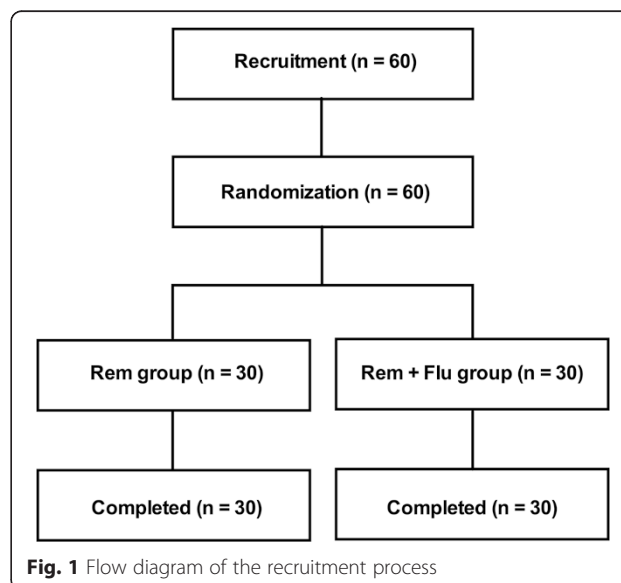 Recruitment (n = 60)
Randomization (n = 60)
Rem group (n = 30)
Rem + Flu group (n = 30)
Completed (n = 30)
Completed (n = 30)
Fig. 1 Flow diagram of the recruitment process